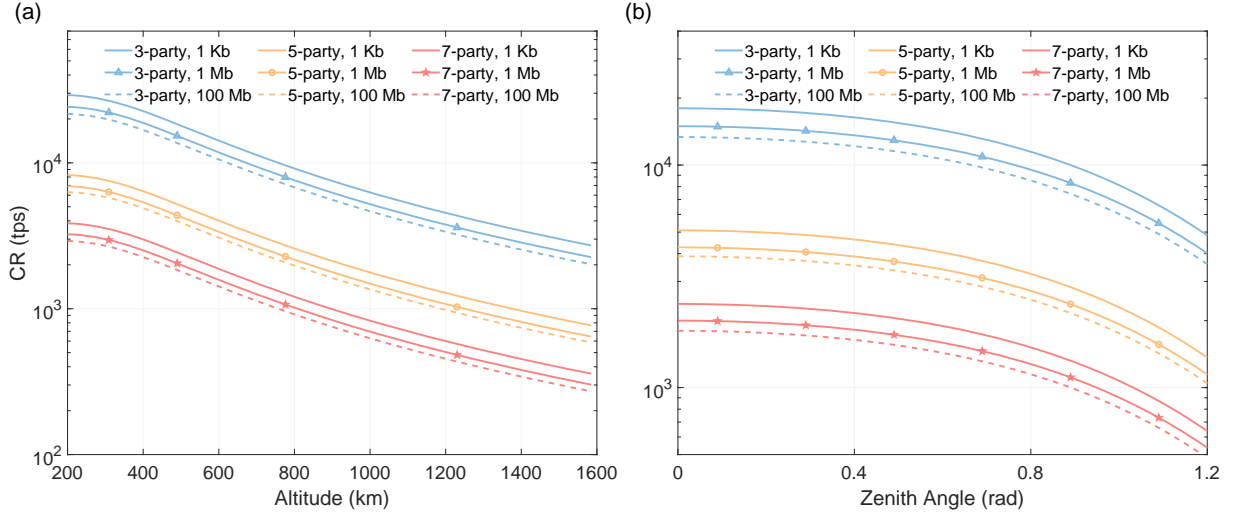 (a)
3-party, 1 Kb 5-party, 1 Kb 7-party, 1 Kb
3-party, 1 Mb 5-party, 1 Mb 7-party, 1 Mb
3-party, 100 Mb 5-party, 100 Mb 7-party, 100 Mb
CR (tps)
10^4
10^3
10^2
200 400 600 800 1000 1200 1400 1600
Altitude (km)
(b)
3-party, 1 Kb 5-party, 1 Kb 7-party, 1 Kb
3-party, 1 Mb 5-party, 1 Mb 7-party, 1 Mb
3-party, 100 Mb 5-party, 100 Mb 7-party, 100 Mb
10^4
10^3
0 0.4 0.8 1.2
Zenith Angle (rad)